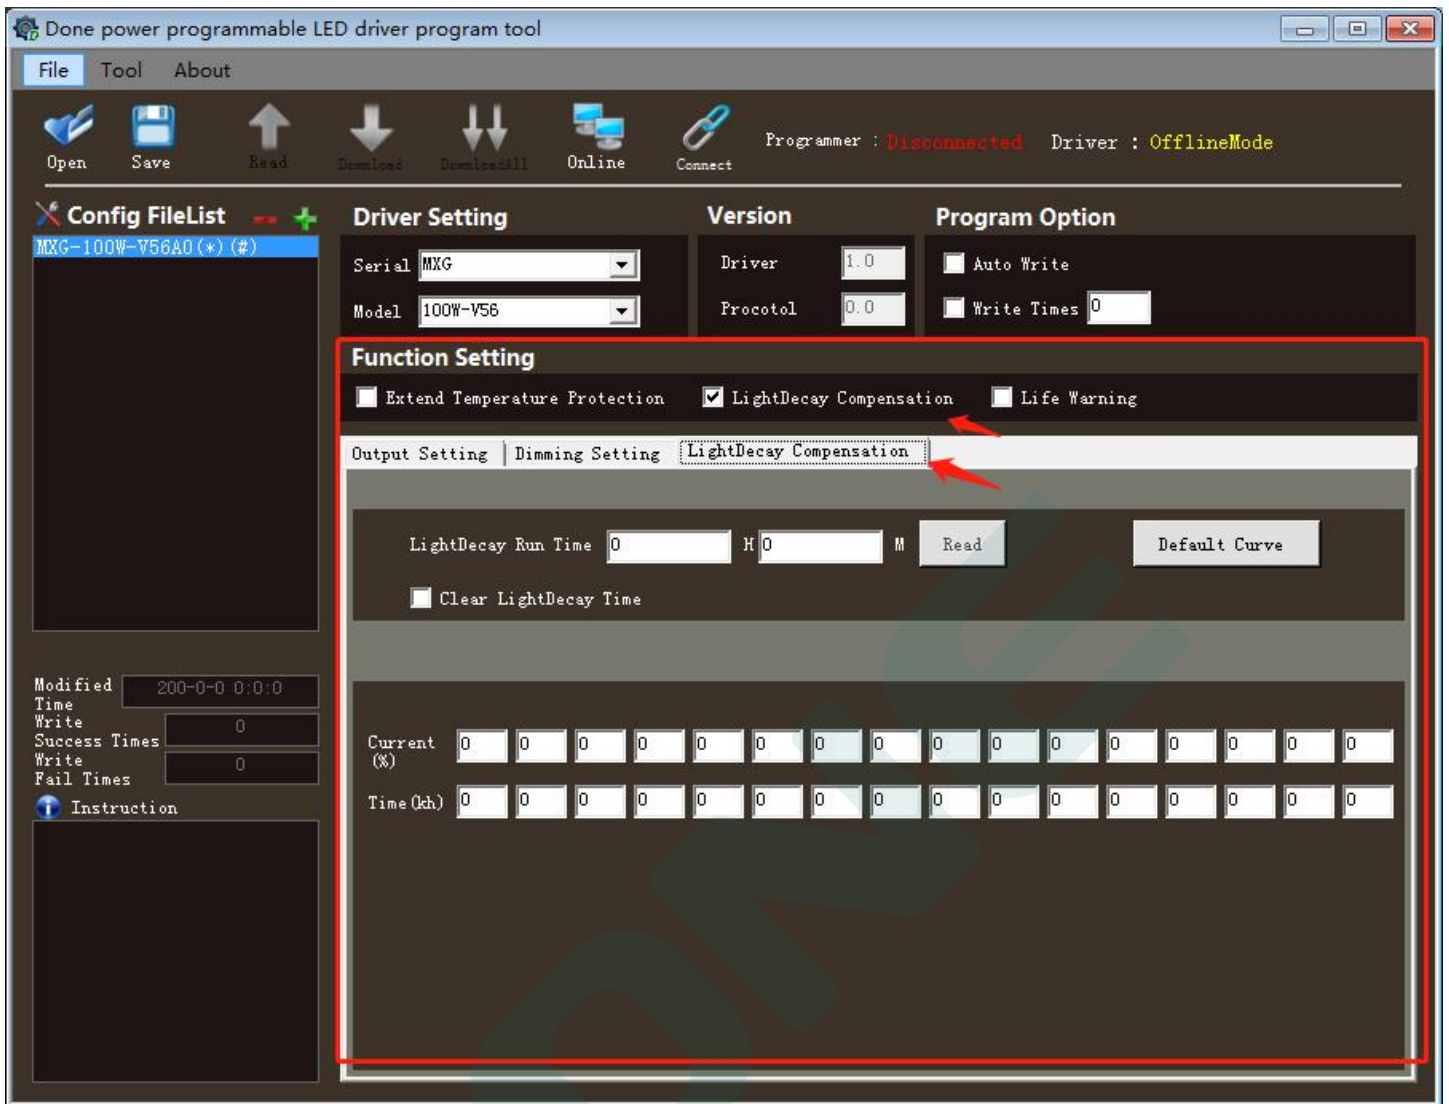 Done power programmable LED driver program tool
File Tool About
Open Save Read Download DownloadAll Online Connect Programmer : Disconnected Driver : OfflineMode
Config FileList
MXG-100W-V56A0(*)(#)
Driver Setting
Serial MXG
Model 100W-V56
Version
Driver 1.0
Procotol 0.0
Program Option
Auto Write
Write Times 0
Function Setting
Extend Temperature Protection LightDecay Compensation Life Warning
Output Setting Dimming Setting LightDecay Compensation
LightDecay Run Time 0 H 0 M Read Default Curve
Clear LightDecay Time
Current 0 0 0 0 0 0 0 0 0 0 0 0 0 0 0 0
(%)
Time(kh) 0 0 0 0 0 0 0 0 0 0 0 0 0 0 0 0
Modified
Time
200-0-0 0:0:0
Write
Success Times
0
Write
Fail Times
0
Instruction
ONE